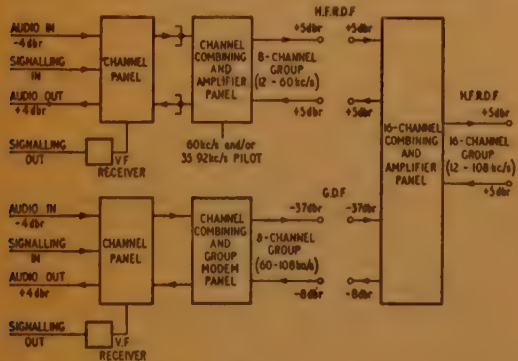 H.F.R.D.F.
AUDIO IN
-4dbr
SIGNALLING
IN
AUDIO OUT
+4dbr
SIGNALLING
OUT
V.F
RECEIVER
CHANNEL
PANEL
CHANNEL
COMBINING
AND
AMPLIFIER
PANEL
60kc/s and/or
35.92kc/s PILOT
+5dbr
+5dbr
8-CHANNEL
GROUP
(12-60kc/s)
+5dbr
+5dbr
16-CHANNEL
COMBINING
AND
AMPLIFIER
PANEL
H.F.R.D.F.
+5dbr
16-CHANNEL
GROUP
(12-108kc/s)
+5dbr
AUDIO IN
-4dbr
SIGNALLING
IN
AUDIO OUT
+4dbr
SIGNALLING
OUT
V.F
RECEIVER
CHANNEL
PANEL
CHANNEL
COMBINING
AND
GROUP
MODEM
PANEL
G.D.F.
-37dbr
-37dbr
8-CHANNEL
GROUP
(60-108kc/s)
-8dbr
-8dbr